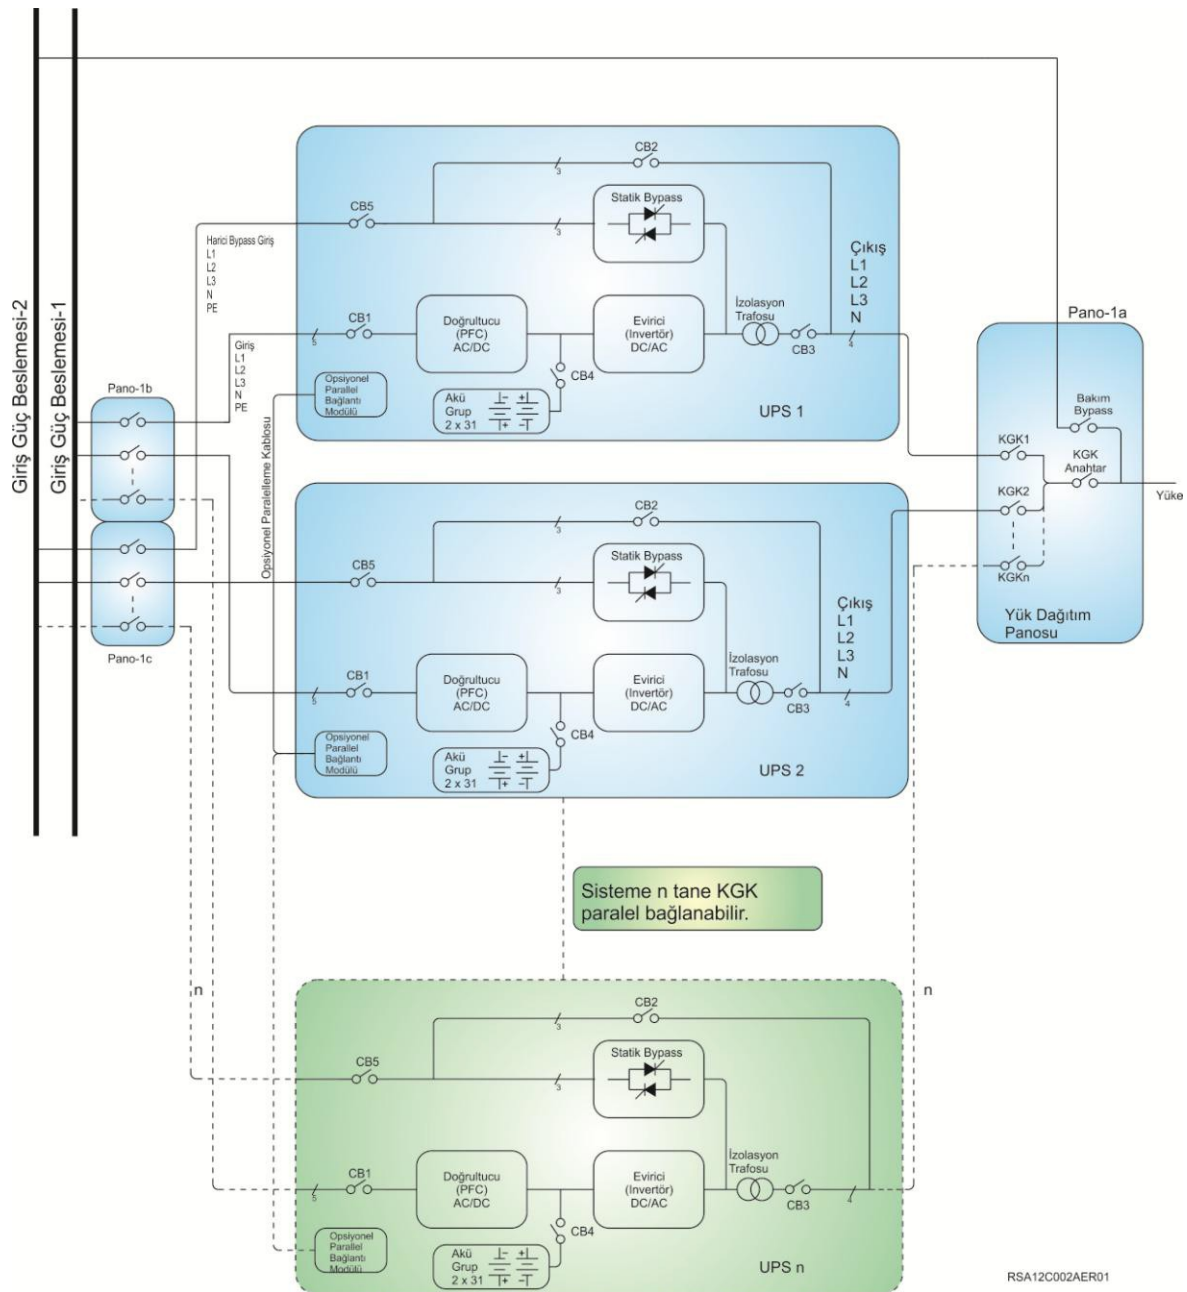 Giriş Güç Beslemesi-2
Giriş Güç Beslemesi-1
Pano-1b
Pano-1c
Harici Bypass Giriş
L1
L2
L3
N
PE
Giriş
L1
L2
L3
N
PE
Opsiyonel Paralelleme Kablosu
CB5
CB2
3
Statik Bypass
3
CB1
5
Doğrultucu
(PFC)
AC/DC
Evirici
(Invertör)
DC/AC
İzolasyon
Trafosu
CB3
Çıkış
L1
L2
L3
N
4
CB4
Opsiyonel
Parallel
Bağlantı
Modülü
Akü
Grup
2 x 31
UPS 1
Pano-1a
Bakım
Bypass
KGK1
KGK
Anahtar
KGK2
Yüke
KGKn
Yük Dağıtım
Panosu
CB2
3
CB5
Statik Bypass
3
Çıkış
L1
L2
L3
N
CB1
5
Doğrultucu
(PFC)
AC/DC
Evirici
(Invertör)
DC/AC
İzolasyon
Trafosu
CB3
4
CB4
Opsiyonel
Parallel
Bağlantı
Modülü
Akü
Grup
2 x 31
UPS 2
Sisteme n tane KGK
paralel bağlanabilir.
n
n
CB2
3
CB5
Statik Bypass
3
CB1
5
Doğrultucu
(PFC)
AC/DC
Evirici
(Invertör)
DC/AC
İzolasyon
Trafosu
CB3
4
CB4
Opsiyonel
Parallel
Bağlantı
Modülü
Akü
Grup
2 x 31
UPS n
RSA12C002AER01